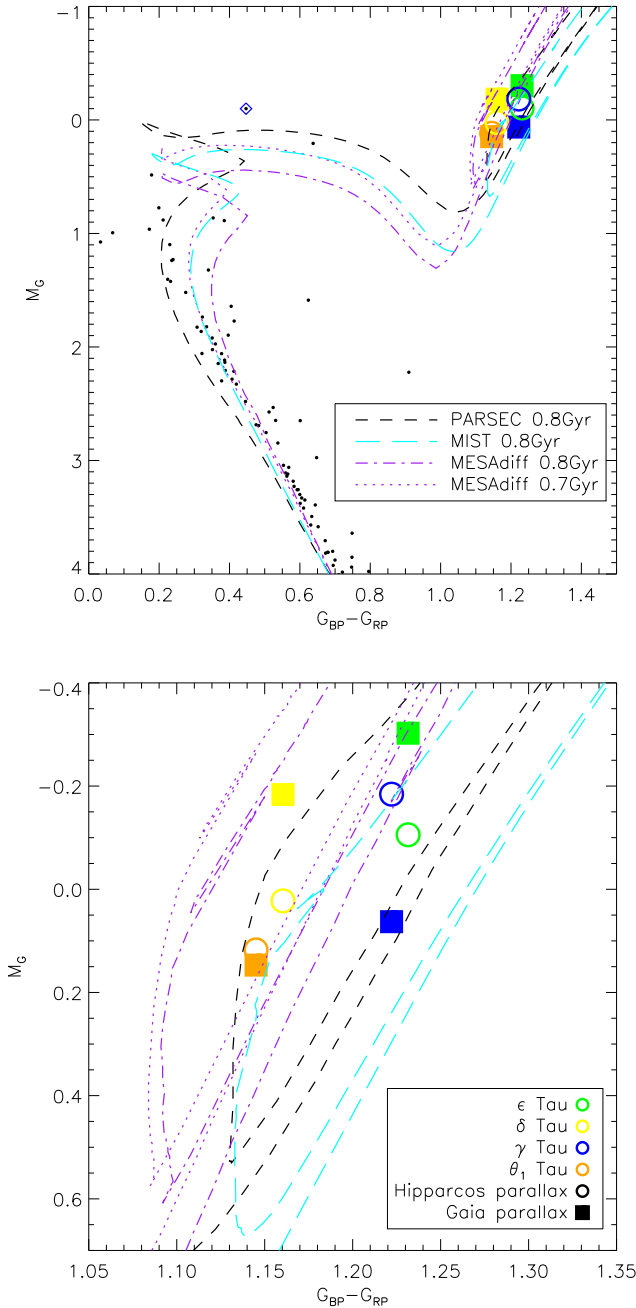 -1
0
1
2
3
4
M_G
PARSEC 0.8Gyr
MIST 0.8Gyr
MESAdiff 0.8Gyr
MESAdiff 0.7Gyr
0.0 0.2 0.4 0.6 0.8 1.0 1.2 1.4
G_BP-G_RP
-0.4
-0.2
0.0
0.2
0.4
0.6
M_G
ϵ Tau
δ Tau
γ Tau
θ_1 Tau
Hipparcos parallax
Gaia parallax
1.05 1.10 1.15 1.20 1.25 1.30 1.35
G_BP-G_RP